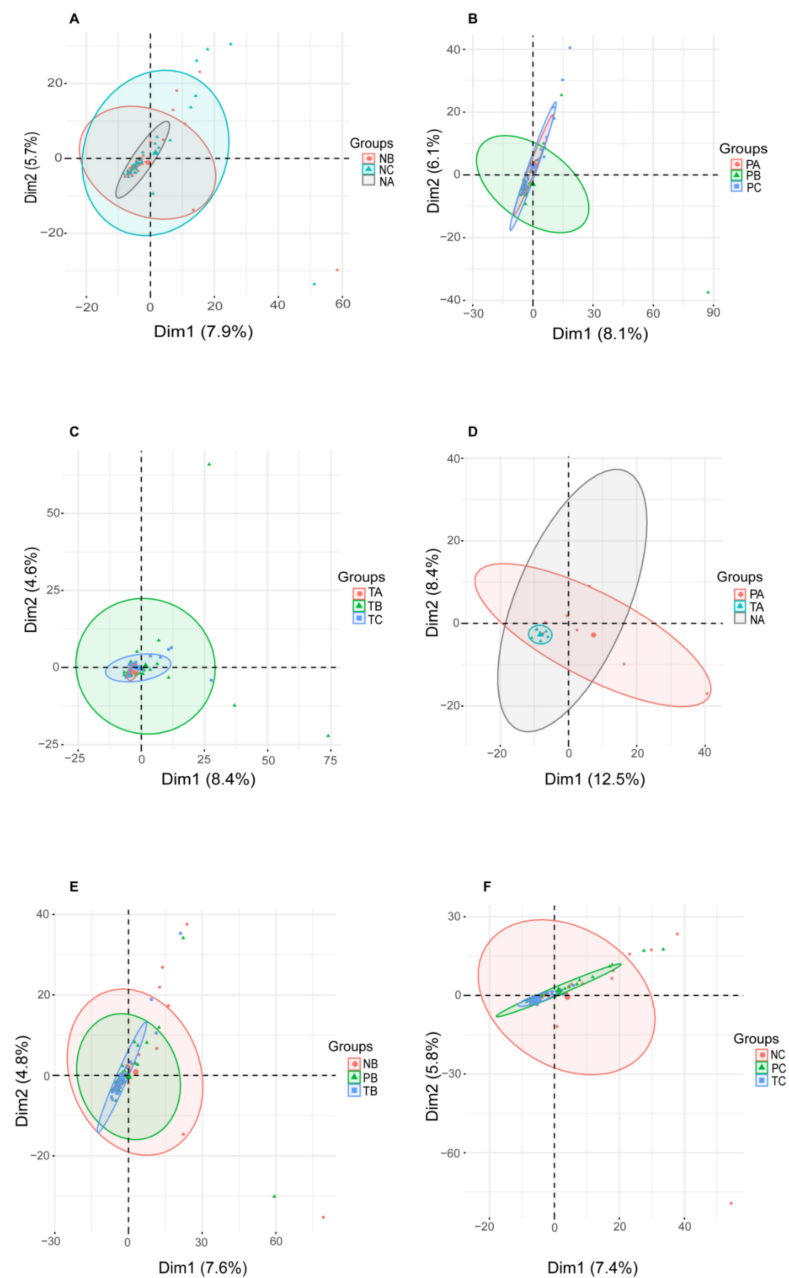 A
20
0
−20
Dim2 (5.7%)
−20
0
20
40
60
Dim1 (7.9%)
Groups
NB
NC
NA
B
40
20
0
−20
−40
Dim2 (6.1%)
−30
0
30
60
90
Dim1 (8.1%)
Groups
PA
PB
PC
C
50
25
0
−25
Dim2 (4.6%)
−25
0
25
50
75
Dim1 (8.4%)
Groups
TA
TB
TC
D
40
20
0
−20
Dim2 (8.4%)
−20
0
20
40
Dim1 (12.5%)
Groups
PA
TA
NA
E
40
20
0
−20
Dim2 (4.8%)
−30
0
30
60
Dim1 (7.6%)
Groups
NB
PB
TB
F
30
0
−30
−60
Dim2 (5.8%)
−20
0
20
40
Dim1 (7.4%)
Groups
NC
PC
TC